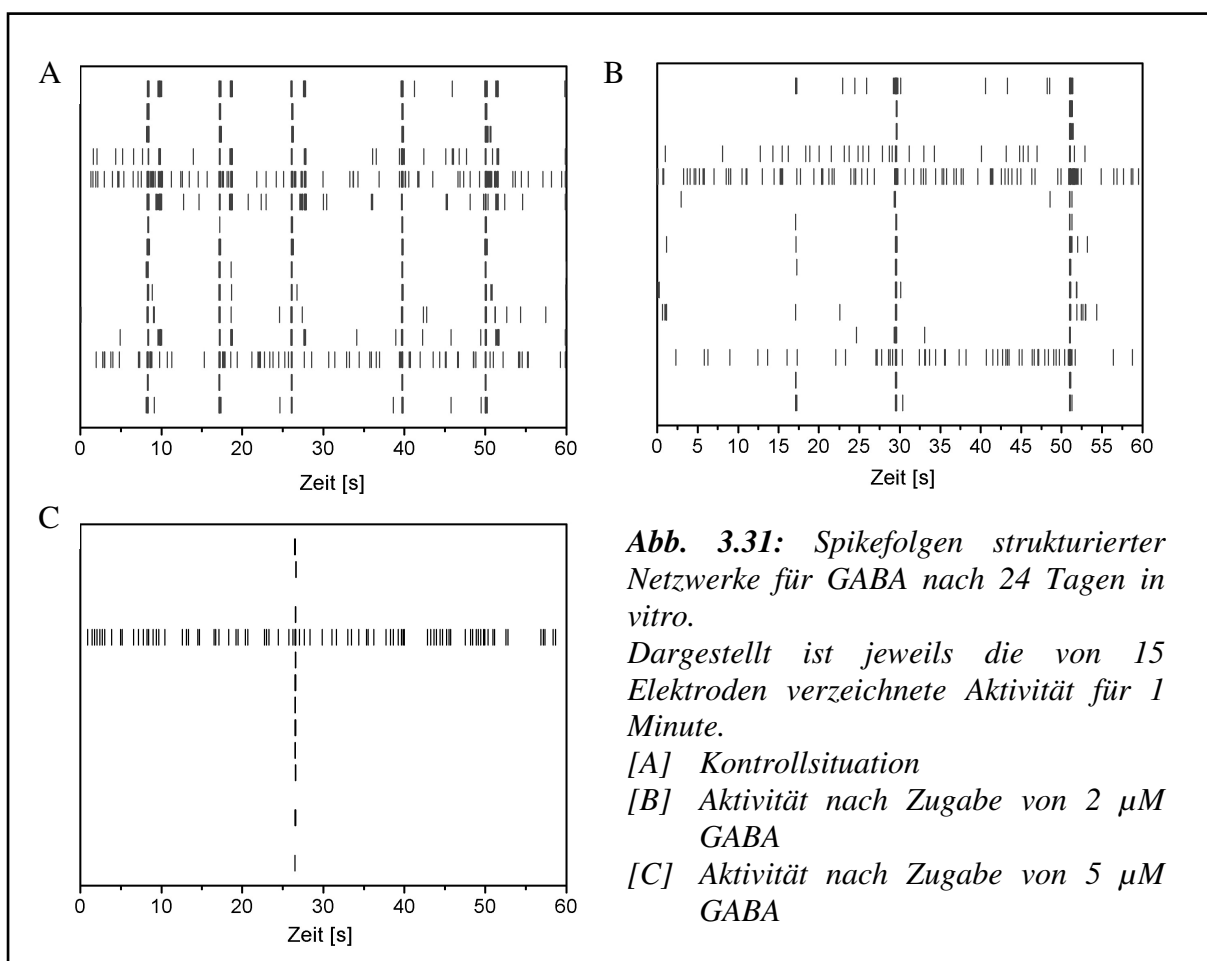 A
0 10 20 30 40 50 60
Zeit [s]
B
0 5 10 15 20 25 30 35 40 45 50 55 60
Zeit [s]
C
0 10 20 30 40 50 60
Zeit [s]
Abb. 3.31: Spikefolgen strukturierter
Netzwerke für GABA nach 24 Tagen in
vitro.
Dargestellt ist jeweils die von 15
Elektroden verzeichnete Aktivität für 1
Minute.
[A] Kontrollsituation
[B] Aktivität nach Zugabe von 2 µM
GABA
[C] Aktivität nach Zugabe von 5 µM
GABA